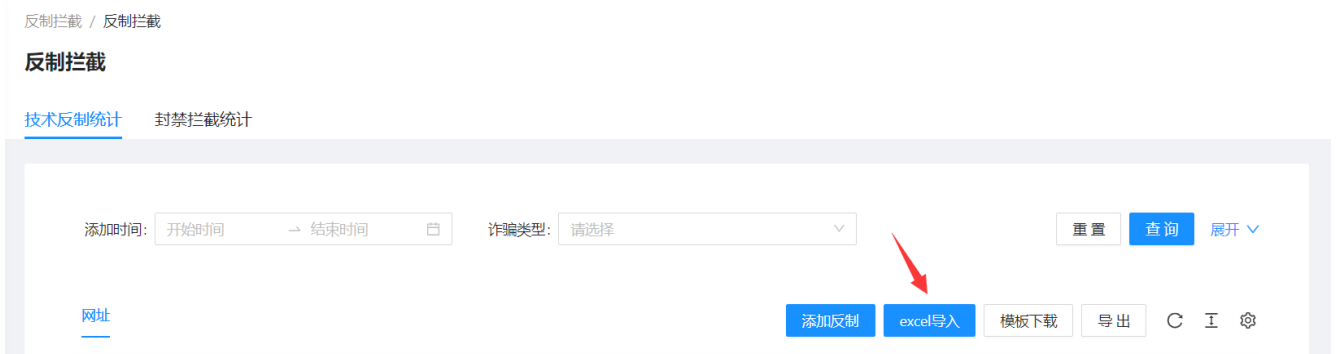 反制拦截 / 反制拦截
反制拦截
技术反制统计 封禁拦截统计
添加时间: 开始时间 → 结束时间 诈骗类型: 请选择 重置 查询 展开
网址 添加反制 excel导入 模板下载 导出